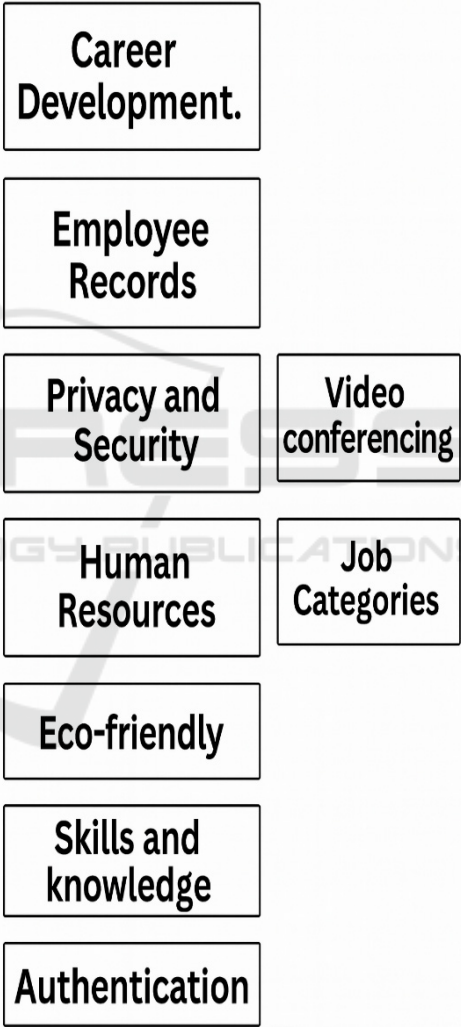 Career
Development.
Employee
Records
Privacy and
Security
Video
conferencing
Human
Resources
Job
Categories
Eco-friendly
Skills and
knowledge
Authentication